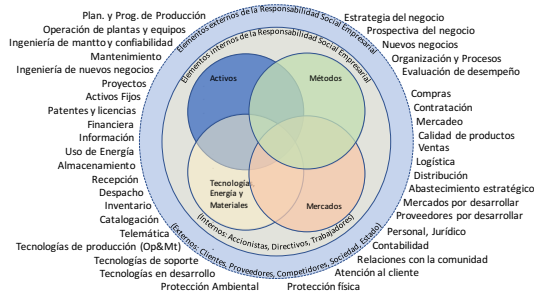 Plan. y Prog. de Producción
Operación de plantas y equipos
Ingeniería de mantto y confiabilidad
Mantenimiento
Ingeniería de nuevos negocios
Proyectos
Activos Fijos
Patentes y licencias
Financiera
Información
Uso de Energía
Almacenamiento
Recepción
Despacho
Inventario
Catalogación
Telemática
Tecnologías de producción (Op&Mt)
Tecnologías de soporte
Tecnologías en desarrollo
Protección Ambiental
Elementos externos de la Responsabilidad Social Empresarial
Elementos internos de la Responsabilidad Social Empresarial
Activos
Métodos
Tecnología,
Energía y
Materiales
Mercados
(Internos: Accionistas, Directivos, Trabajadores)
(Externos: Clientes, Proveedores, Competidores, Sociedad, Estado)
Estrategia del negocio
Prospectiva del negocio
Nuevos negocios
Organización y Procesos
Evaluación de desempeño
Compras
Contratación
Mercadeo
Calidad de productos
Ventas
Logística
Distribución
Abastecimiento estratégico
Mercados por desarrollar
Proveedores por desarrollar
Personal, Jurídico
Contabilidad
Relaciones con la comunidad
Atención al cliente
Protección física